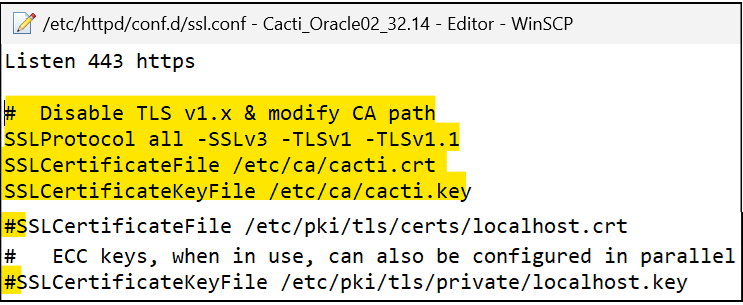 /etc/httpd/conf.d/ssl.conf - Cacti_Oracle02_32.14 - Editor - WinSCP
Listen 443 https
#  Disable TLS v1.x & modify CA path
SSLProtocol all -SSLv3 -TLSv1 -TLSv1.1
SSLCertificateFile /etc/ca/cacti.crt
SSLCertificateKeyFile /etc/ca/cacti.key
#SSLCertificateFile /etc/pki/tls/certs/localhost.crt
#   ECC keys, when in use, can also be configured in parallel
#SSLCertificateKeyFile /etc/pki/tls/private/localhost.key